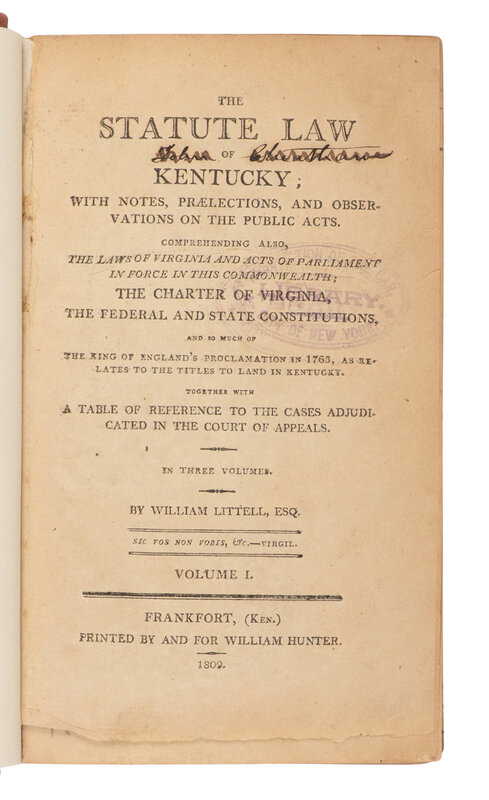 THE
STATUTE LAW
John
OF
KENTUCKY;
WITH NOTES, PRÆLECTIONS, AND OBSER-
VATIONS ON THE PUBLIC ACTS.
COMPREHENDING ALSO,
THE LAWS OF VIRGINIA AND ACTS OF PARLIAMENT
IN FORCE IN THIS COMMONWEALTH;
THE CHARTER OF VIRGINIA,
LIBRARY
THE FEDERAL AND STATE CONSTITUTIONS,
OF NEW YORK
AND SO MUCH OF
THE KING OF ENGLAND'S PROCLAMATION IN 1763, AS RE-
LATES TO THE TITLES TO LAND IN KENTUCKY.
TOGETHER WITH
A TABLE OF REFERENCE TO THE CASES ADJUDI-
CATED IN THE COURT OF APPEALS.
IN THREE VOLUMES.
BY WILLIAM LITTELL, ESQ.
SIC VOS NON VOBIS, &C.—VIRGIL.
VOLUME I.
FRANKFORT, (KEN.)
PRINTED BY AND FOR WILLIAM HUNTER.
1809.